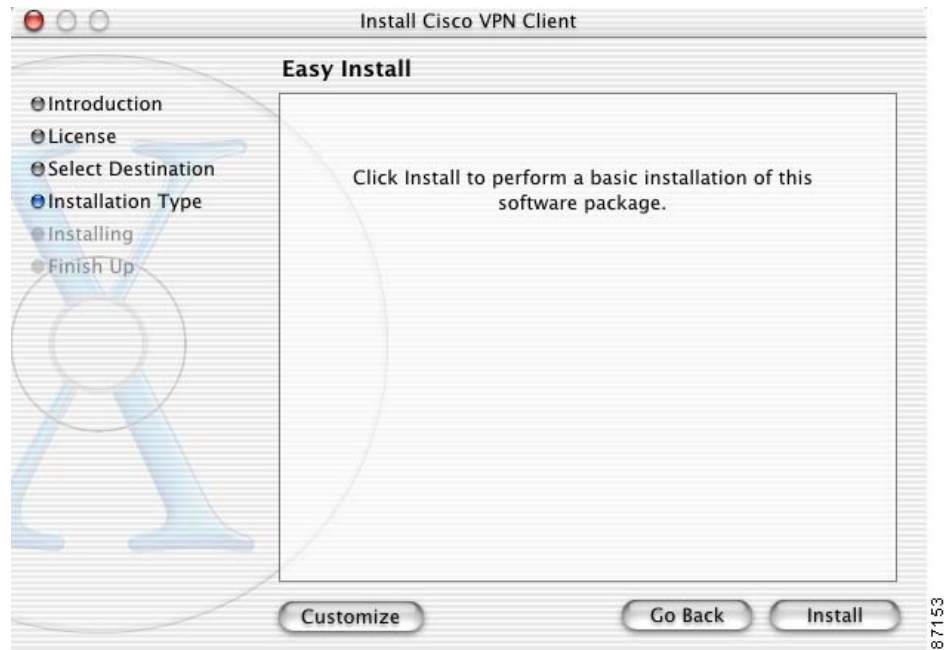 Install Cisco VPN Client
Easy Install
Introduction
License
Select Destination
Installation Type
Installing
Finish Up
Click Install to perform a basic installation of this
software package.
Customize
Go Back
Install
87153